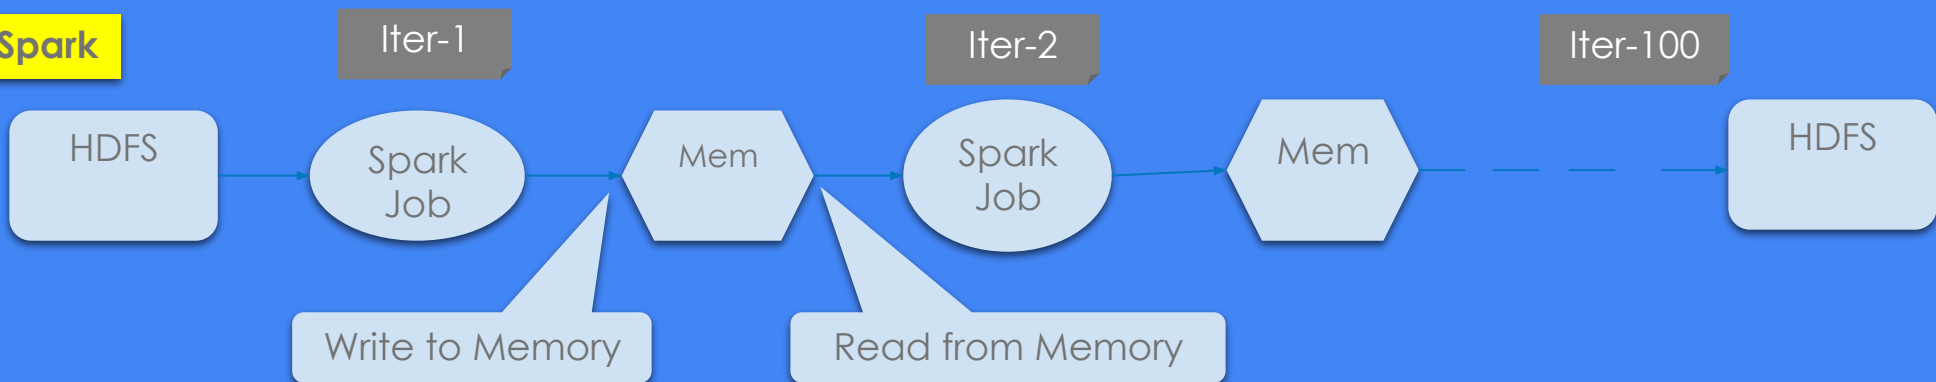 Spark
Iter-1
Iter-2
Iter-100
HDFS
Spark
Job
Mem
Spark
Job
Mem
HDFS
Write to Memory
Read from Memory